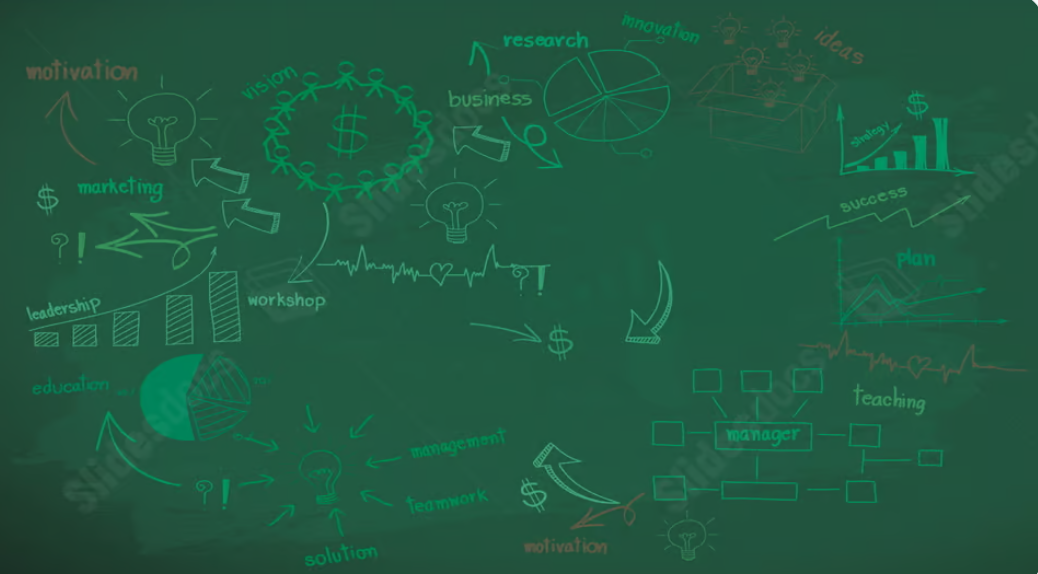 innovation
research
ideas
motivation
vision
business
$
$
strategy
marketing
$
success
? !
plan
? !
leadership
workshop
$
education
teaching
manager
management
? !
teamwork
$
motivation
solution